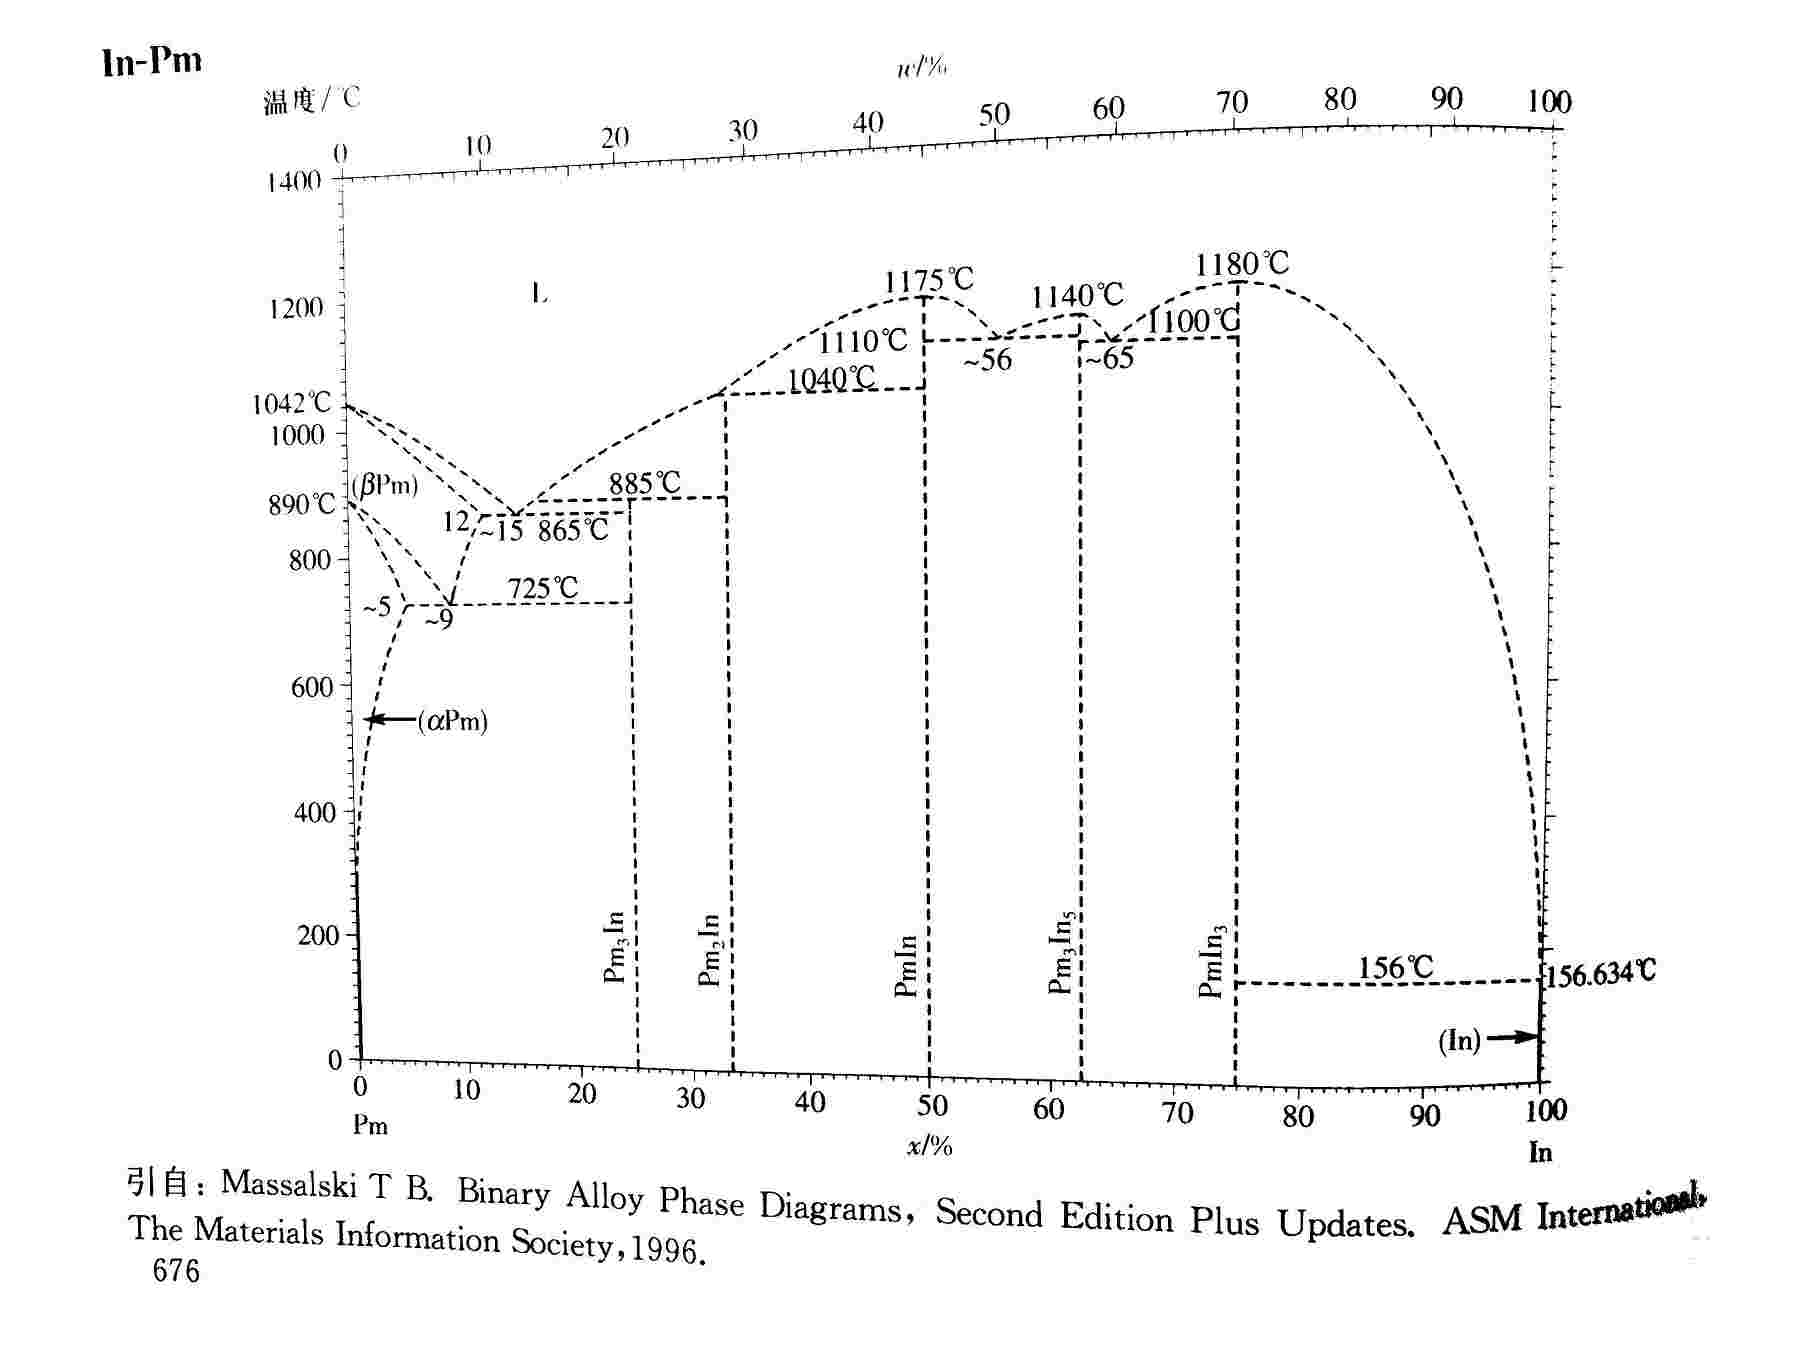 In-Pm
w/%
温度/℃
0 10 20 30 40 50 60 70 80 90 100
1400
1180℃
1175℃
1140℃
L
1200
1100℃
1110℃
~56
~65
1040℃
1042℃
1000
(βPm)
885℃
890℃
12
~15 865℃
800
725℃
~5
~9
600
(αPm)
400
200
Pm₃In
Pm₂In
PmIn
Pm₃In₅
PmIn₃
156℃
156.634℃
(In)
0
0 10 20 30 40 50 60 70 80 90 100
Pm
x/%
In
引自: Massalski T B. Binary Alloy Phase Diagrams, Second Edition Plus Updates. ASM International,
The Materials Information Society,1996.
676